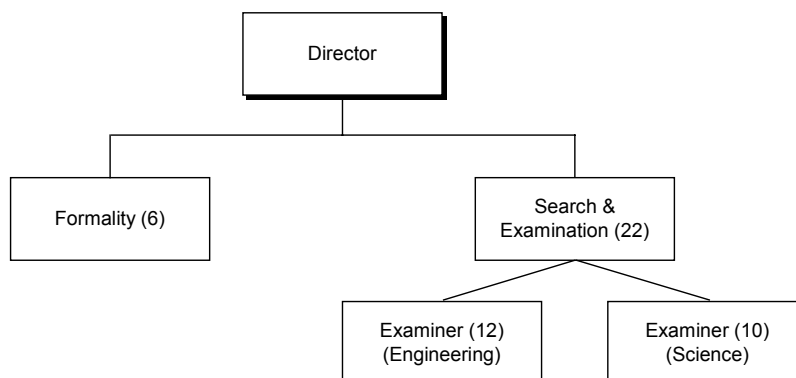 Director
Formality (6)
Search &
Examination (22)
Examiner (12)
(Engineering)
Examiner (10)
(Science)